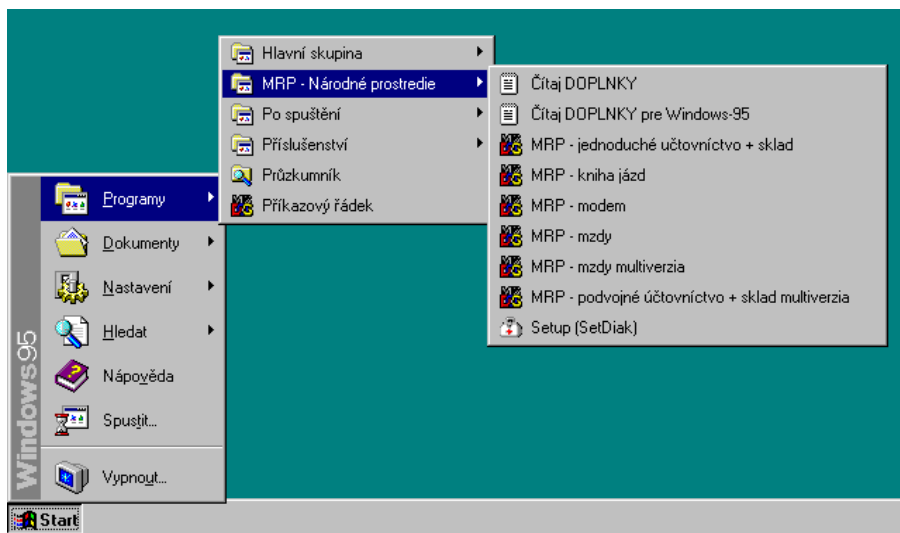 Hlavní skupina
MRP - Národné prostredie
Po spuštění
Příslušenství
Průzkumník
Příkazový řádek
Čítaj DOPLNKY
Čítaj DOPLNKY pre Windows-95
MRP - jednoduché učtovníctvo + sklad
MRP - kniha jázd
MRP - modem
MRP - mzdy
MRP - mzdy multiverzia
MRP - podvojné účtovníctvo + sklad multiverzia
Setup (SetDiak)
Programy
Dokumenty
Nastavení
Hledat
Nápověda
Spustit...
Vypnout...
Windows95
Start